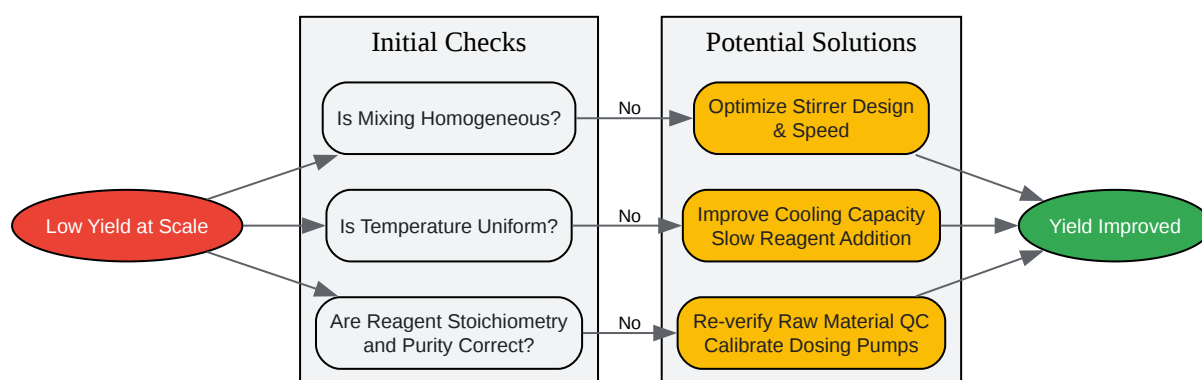 Initial Checks
Potential Solutions
Is Mixing Homogeneous?
No
Optimize Stirrer Design
& Speed
Low Yield at Scale
Is Temperature Uniform?
No
Improve Cooling Capacity
Slow Reagent Addition
Yield Improved
Are Reagent Stoichiometry
and Purity Correct?
No
Re-verify Raw Material QC
Calibrate Dosing Pumps